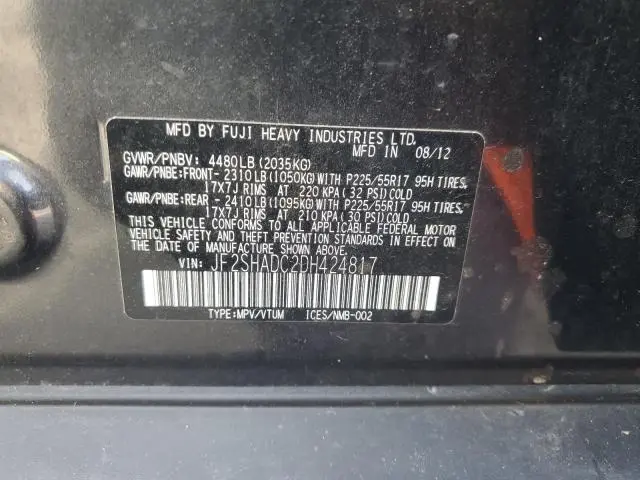 MFD BY FUJI HEAVY INDUSTRIES LTD.
MFD IN 08/12
GVWR/PNBV: 4480LB(2035KG)
GAWR/PNBE:FRONT- 2310LB(1050KG)WITH P225/55R17 95H TIRES,
17X7J RIMS AT 220 KPA(32 PSI)COLD
GAWR/PNBE:REAR - 2410LB(1095KG)WITH P225/55R17 95H TIRES,
17X7J RIMS AT 210 KPA(30 PSI)COLD
THIS VEHICLE CONFORMS TO ALL APPLICABLE FEDERAL MOTOR
VEHICLE SAFETY AND THEFT PREVENTION STANDARDS IN EFFECT ON THE
DATE OF MANUFACTURE SHOWN ABOVE.
VIN: JF2SHADC2DH424817
TYPE:MPV/VTUM ICES/NMB-002